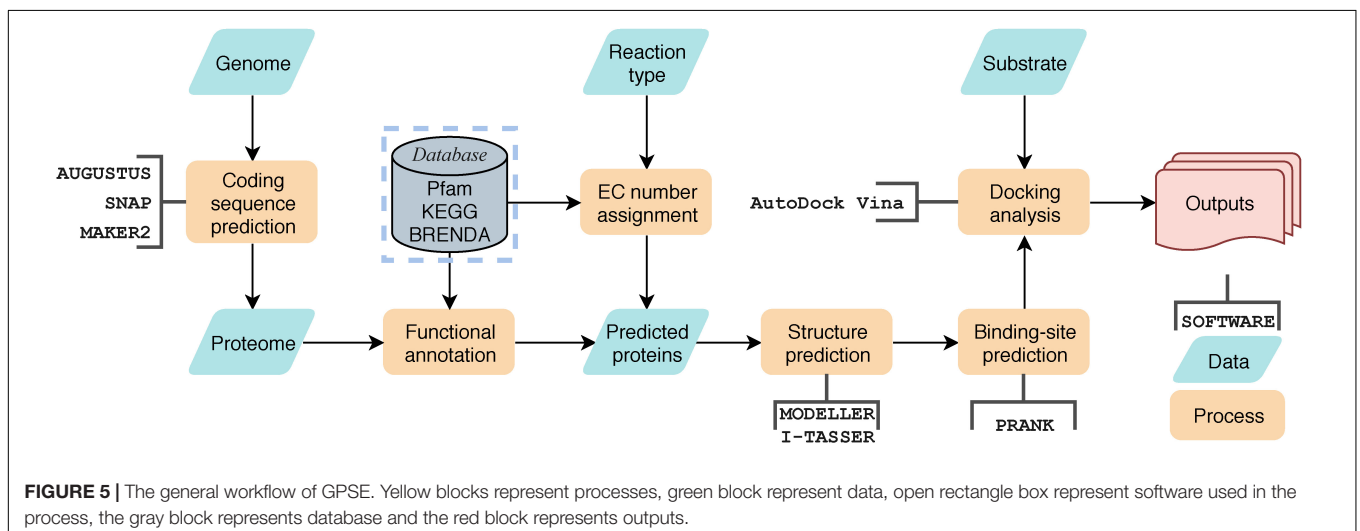 Genome
Reaction
type
Substrate
AUGUSTUS
SNAP
MAKER2
Coding
sequence
prediction
Database
Pfam
KEGG
BRENDA
EC number
assignment
AutoDock Vina
Docking
analysis
Outputs
Proteome
Functional
annotation
Predicted
proteins
Structure
prediction
Binding-site
prediction
SOFTWARE
Data
Process
MODELLER
I-TASSER
PRANK
FIGURE 5 | The general workflow of GPSE. Yellow blocks represent processes, green block represent data, open rectangle box represent software used in the
process, the gray block represents database and the red block represents outputs.